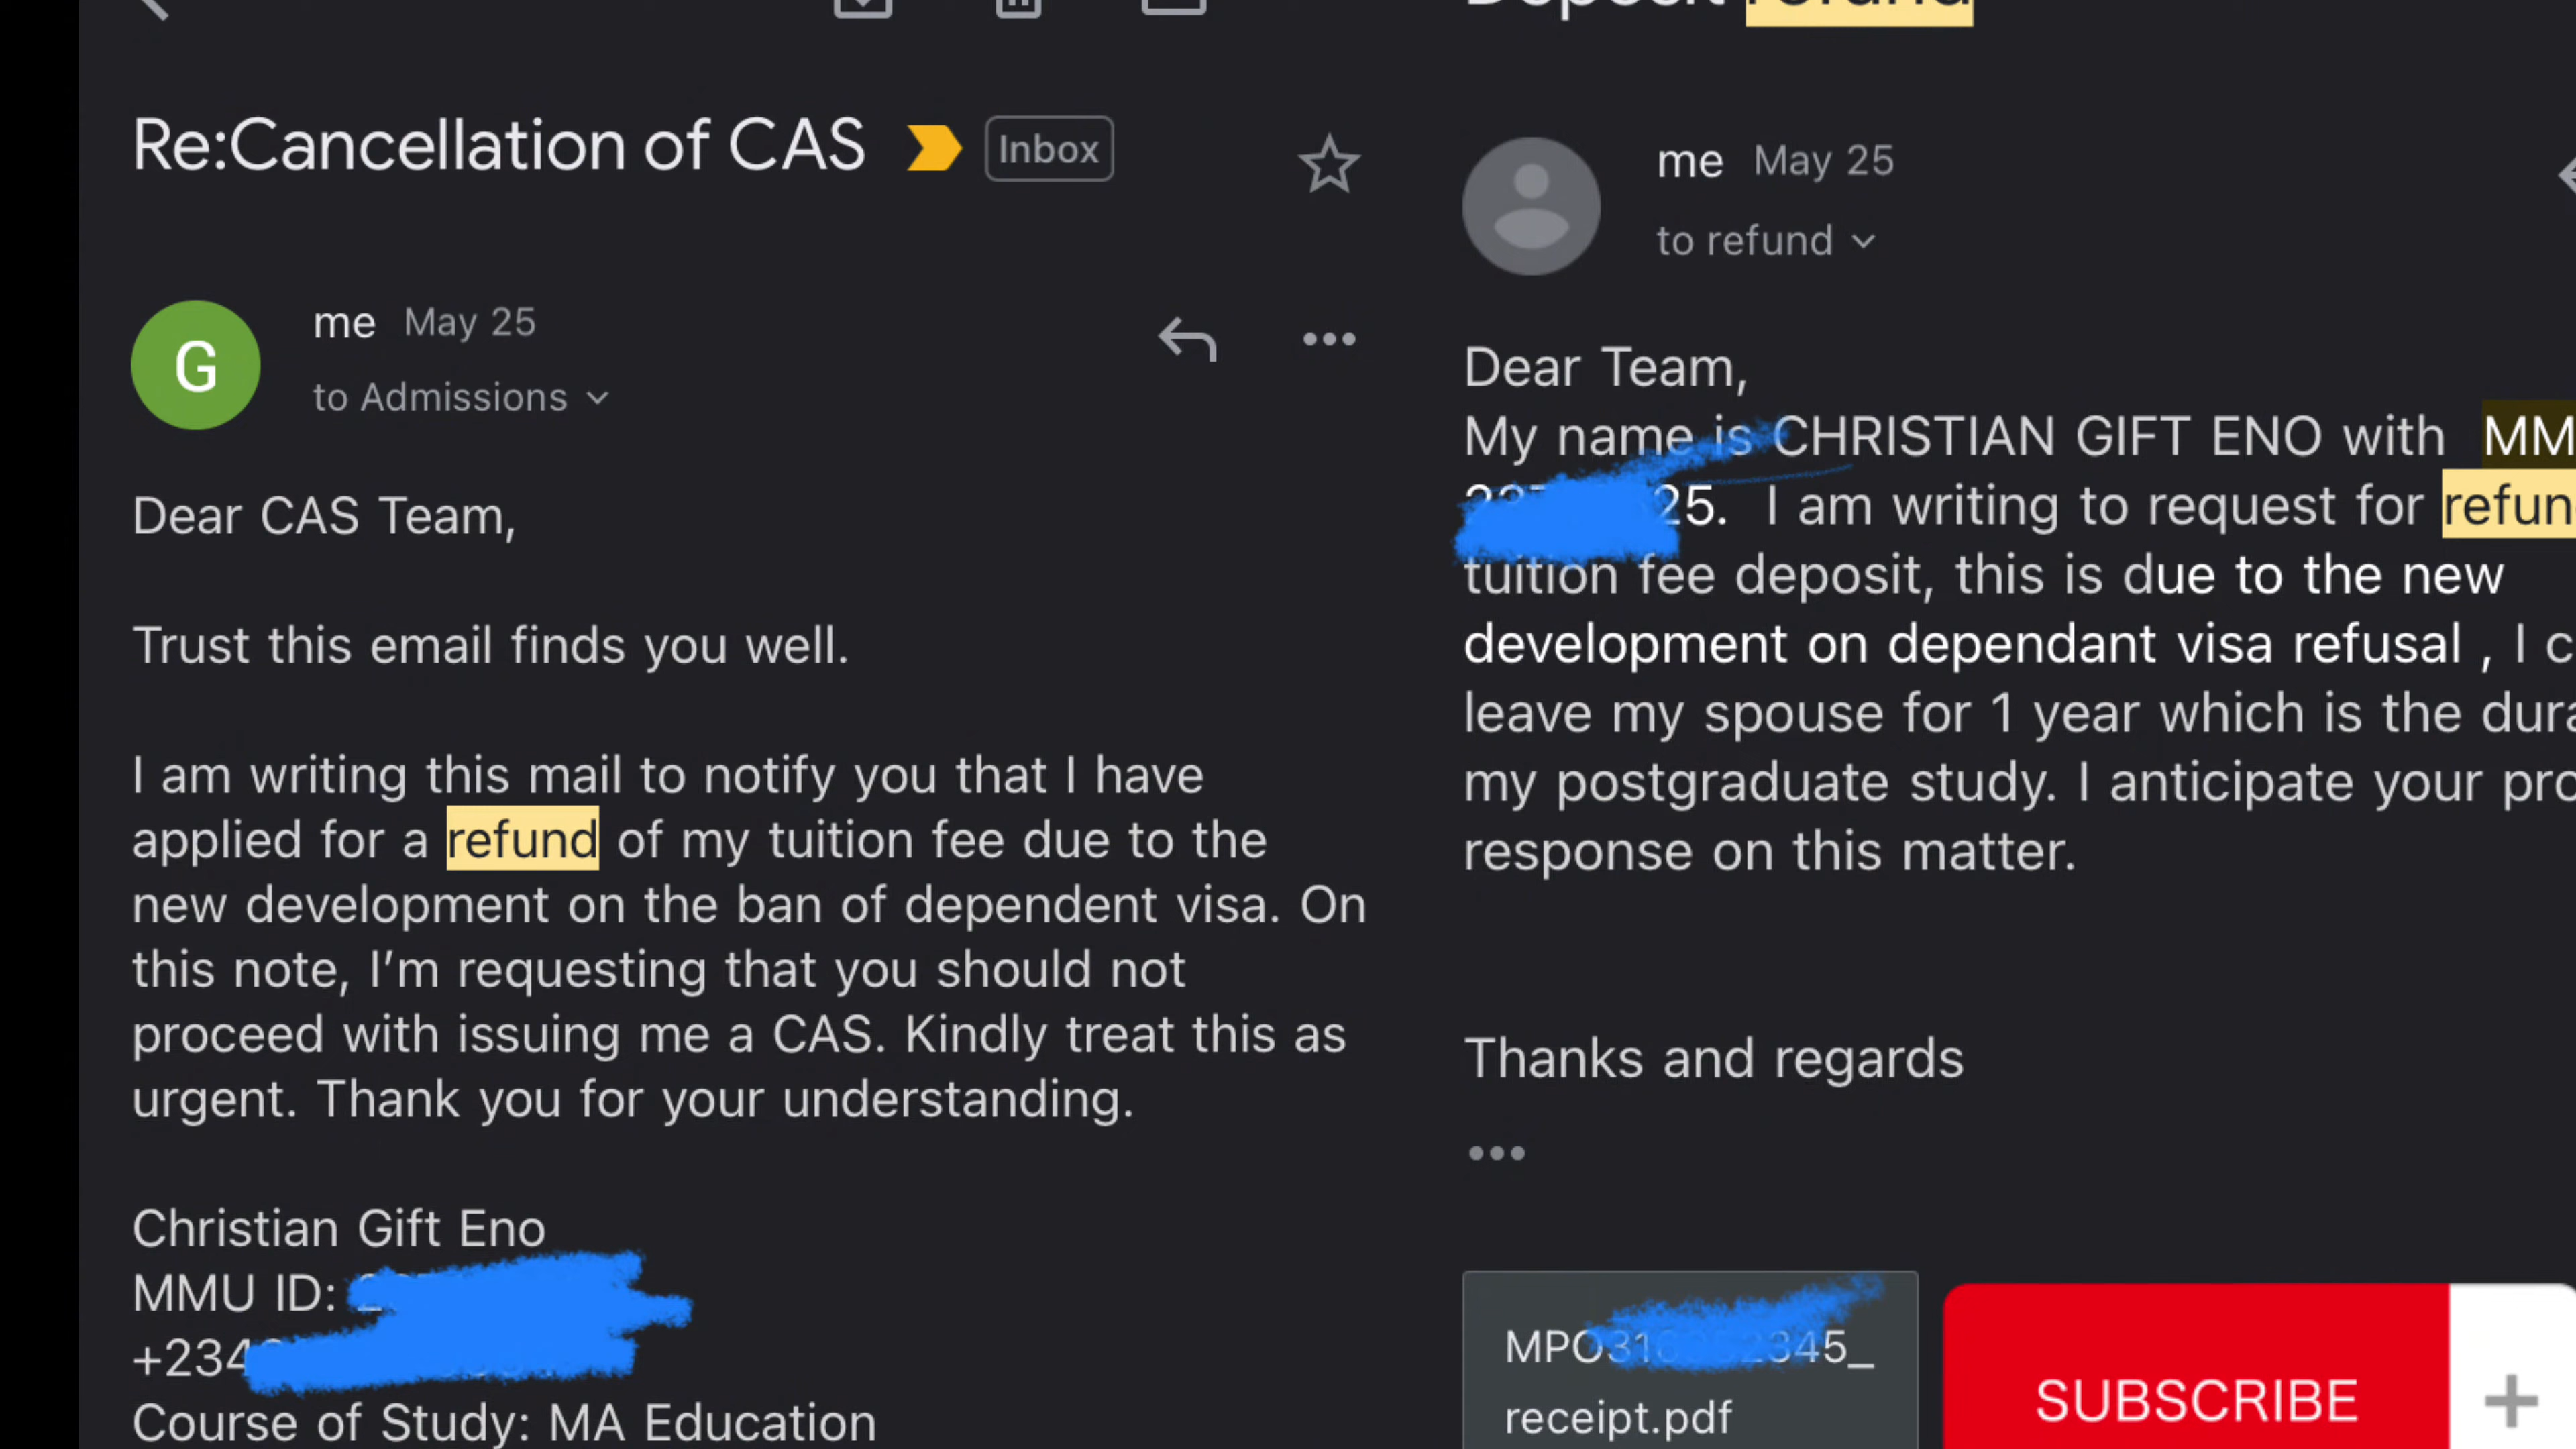 Re:Cancellation of CAS
Inbox
G
me May 25
to Admissions
Dear CAS Team,
Trust this email finds you well.
I am writing this mail to notify you that I have
applied for a refund of my tuition fee due to the
new development on the ban of dependent visa. On
this note, I'm requesting that you should not
proceed with issuing me a CAS. Kindly treat this as
urgent. Thank you for your understanding.
Christian Gift Eno
MMU ID:
+234
Course of Study: MA Education
Deposit refund
me May 25
to refund
Dear Team,
My name is CHRISTIAN GIFT ENO with MM
25. I am writing to request for refun
tuition fee deposit, this is due to the new
development on dependant visa refusal , I c
leave my spouse for 1 year which is the dura
my postgraduate study. I anticipate your pro
response on this matter.
Thanks and regards
receipt.pdf
SUBSCRIBE